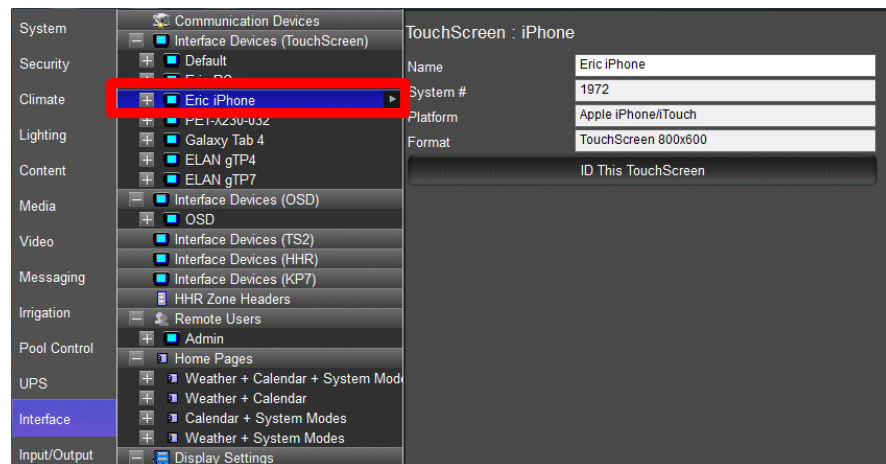 System
Security
Climate
Lighting
Content
Media
Video
Messaging
Irrigation
Pool Control
UPS
Interface
Input/Output
Communication Devices
Interface Devices (TouchScreen)
Default
Eric iPhone
PET-X230-032
Galaxy Tab 4
ELAN gTP4
ELAN gTP7
Interface Devices (OSD)
OSD
Interface Devices (TS2)
Interface Devices (HHR)
Interface Devices (KP7)
HHR Zone Headers
Remote Users
Admin
Home Pages
Weather + Calendar + System Mode
Weather + Calendar
Calendar + System Modes
Weather + System Modes
Display Settings
TouchScreen : iPhone
Name Eric iPhone
System # 1972
Platform Apple iPhone/iTouch
Format TouchScreen 800x600
ID This TouchScreen